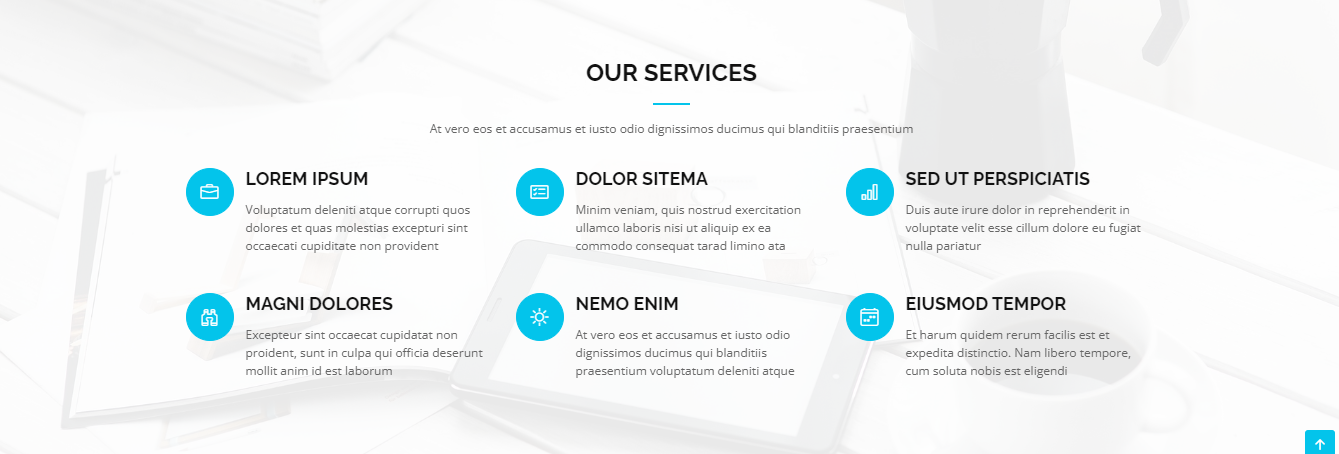 OUR SERVICES
At vero eos et accusamus et iusto odio dignissimos ducimus qui blanditiis praesentium
LOREM IPSUM
Voluptatum deleniti atque corrupti quos
dolores et quas molestias excepturi sint
occaecati cupiditate non provident
DOLOR SITEMA
Minim veniam, quis nostrud exercitation
ullamco laboris nisi ut aliquip ex ea
commodo consequat tarad limino ata
SED UT PERSPICIATIS
Duis aute irure dolor in reprehenderit in
voluptate velit esse cillum dolore eu fugiat
nulla pariatur
MAGNI DOLORES
Excepteur sint occaecat cupidatat non
proident, sunt in culpa qui officia deserunt
mollit anim id est laborum
NEMO ENIM
At vero eos et accusamus et iusto odio
dignissimos ducimus qui blanditiis
praesentium voluptatum deleniti atque
EIUSMOD TEMPOR
Et harum quidem rerum facilis est et
expedita distinctio. Nam libero tempore,
cum soluta nobis est eligendi